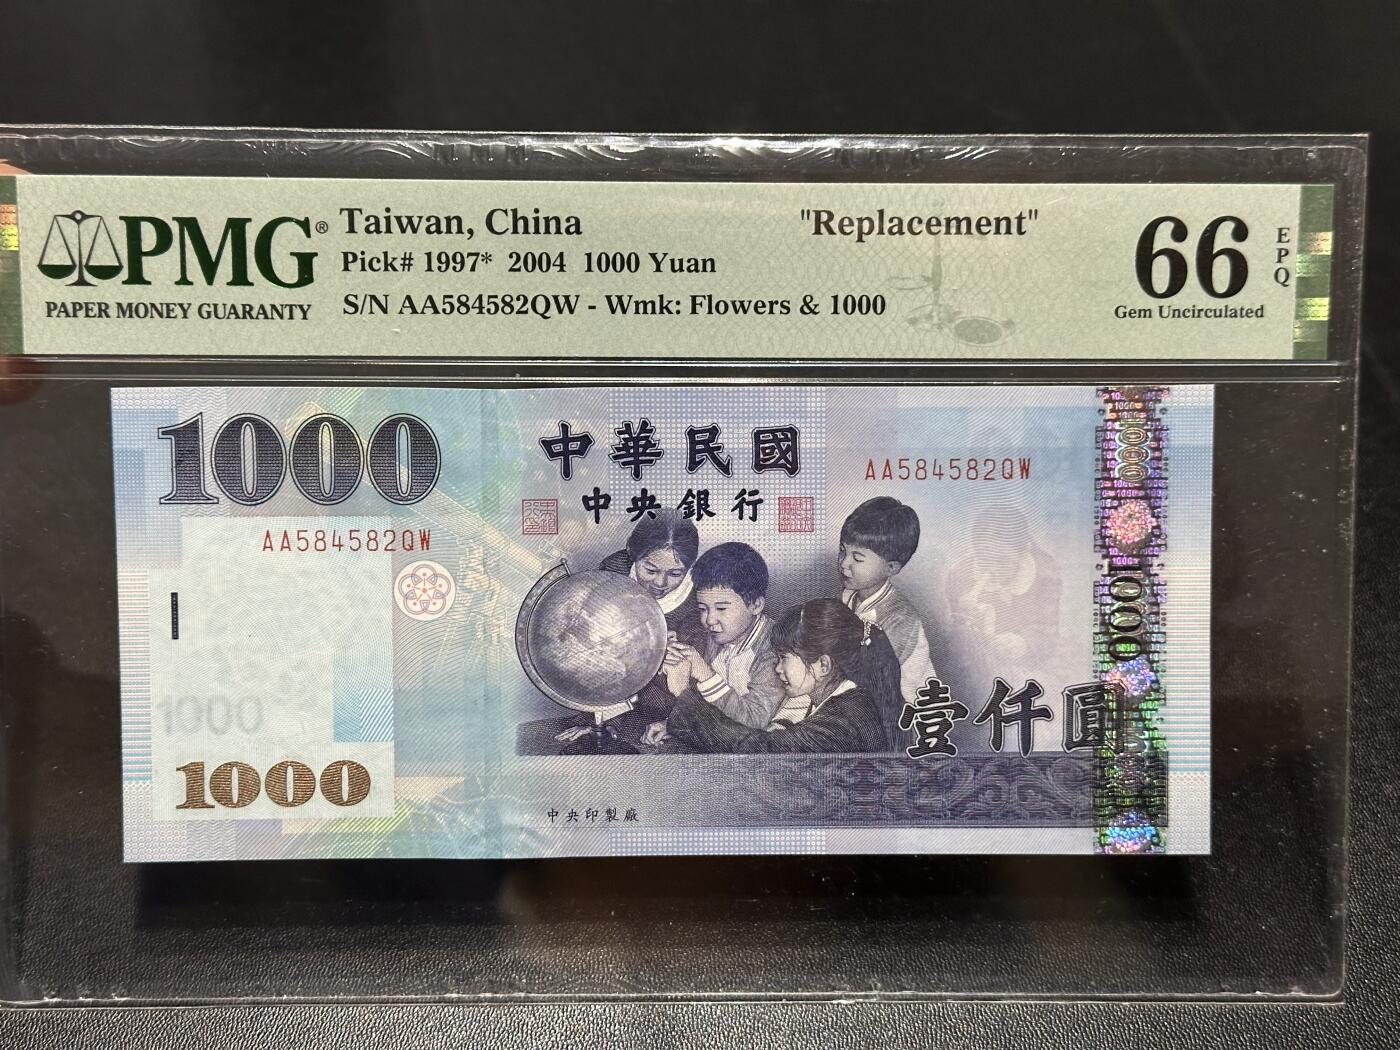 PMG®
PAPER MONEY GUARANTY
Taiwan, China "Replacement"
Pick# 1997* 2004 1000 Yuan
S/N AA584582QW - Wmk: Flowers & 1000
66
EPQ
Gem Uncirculated
1000
中華民國
中央銀行
AA584582QW
AA584582QW
1000
1000
1000
壹仟圓
中央印製廠